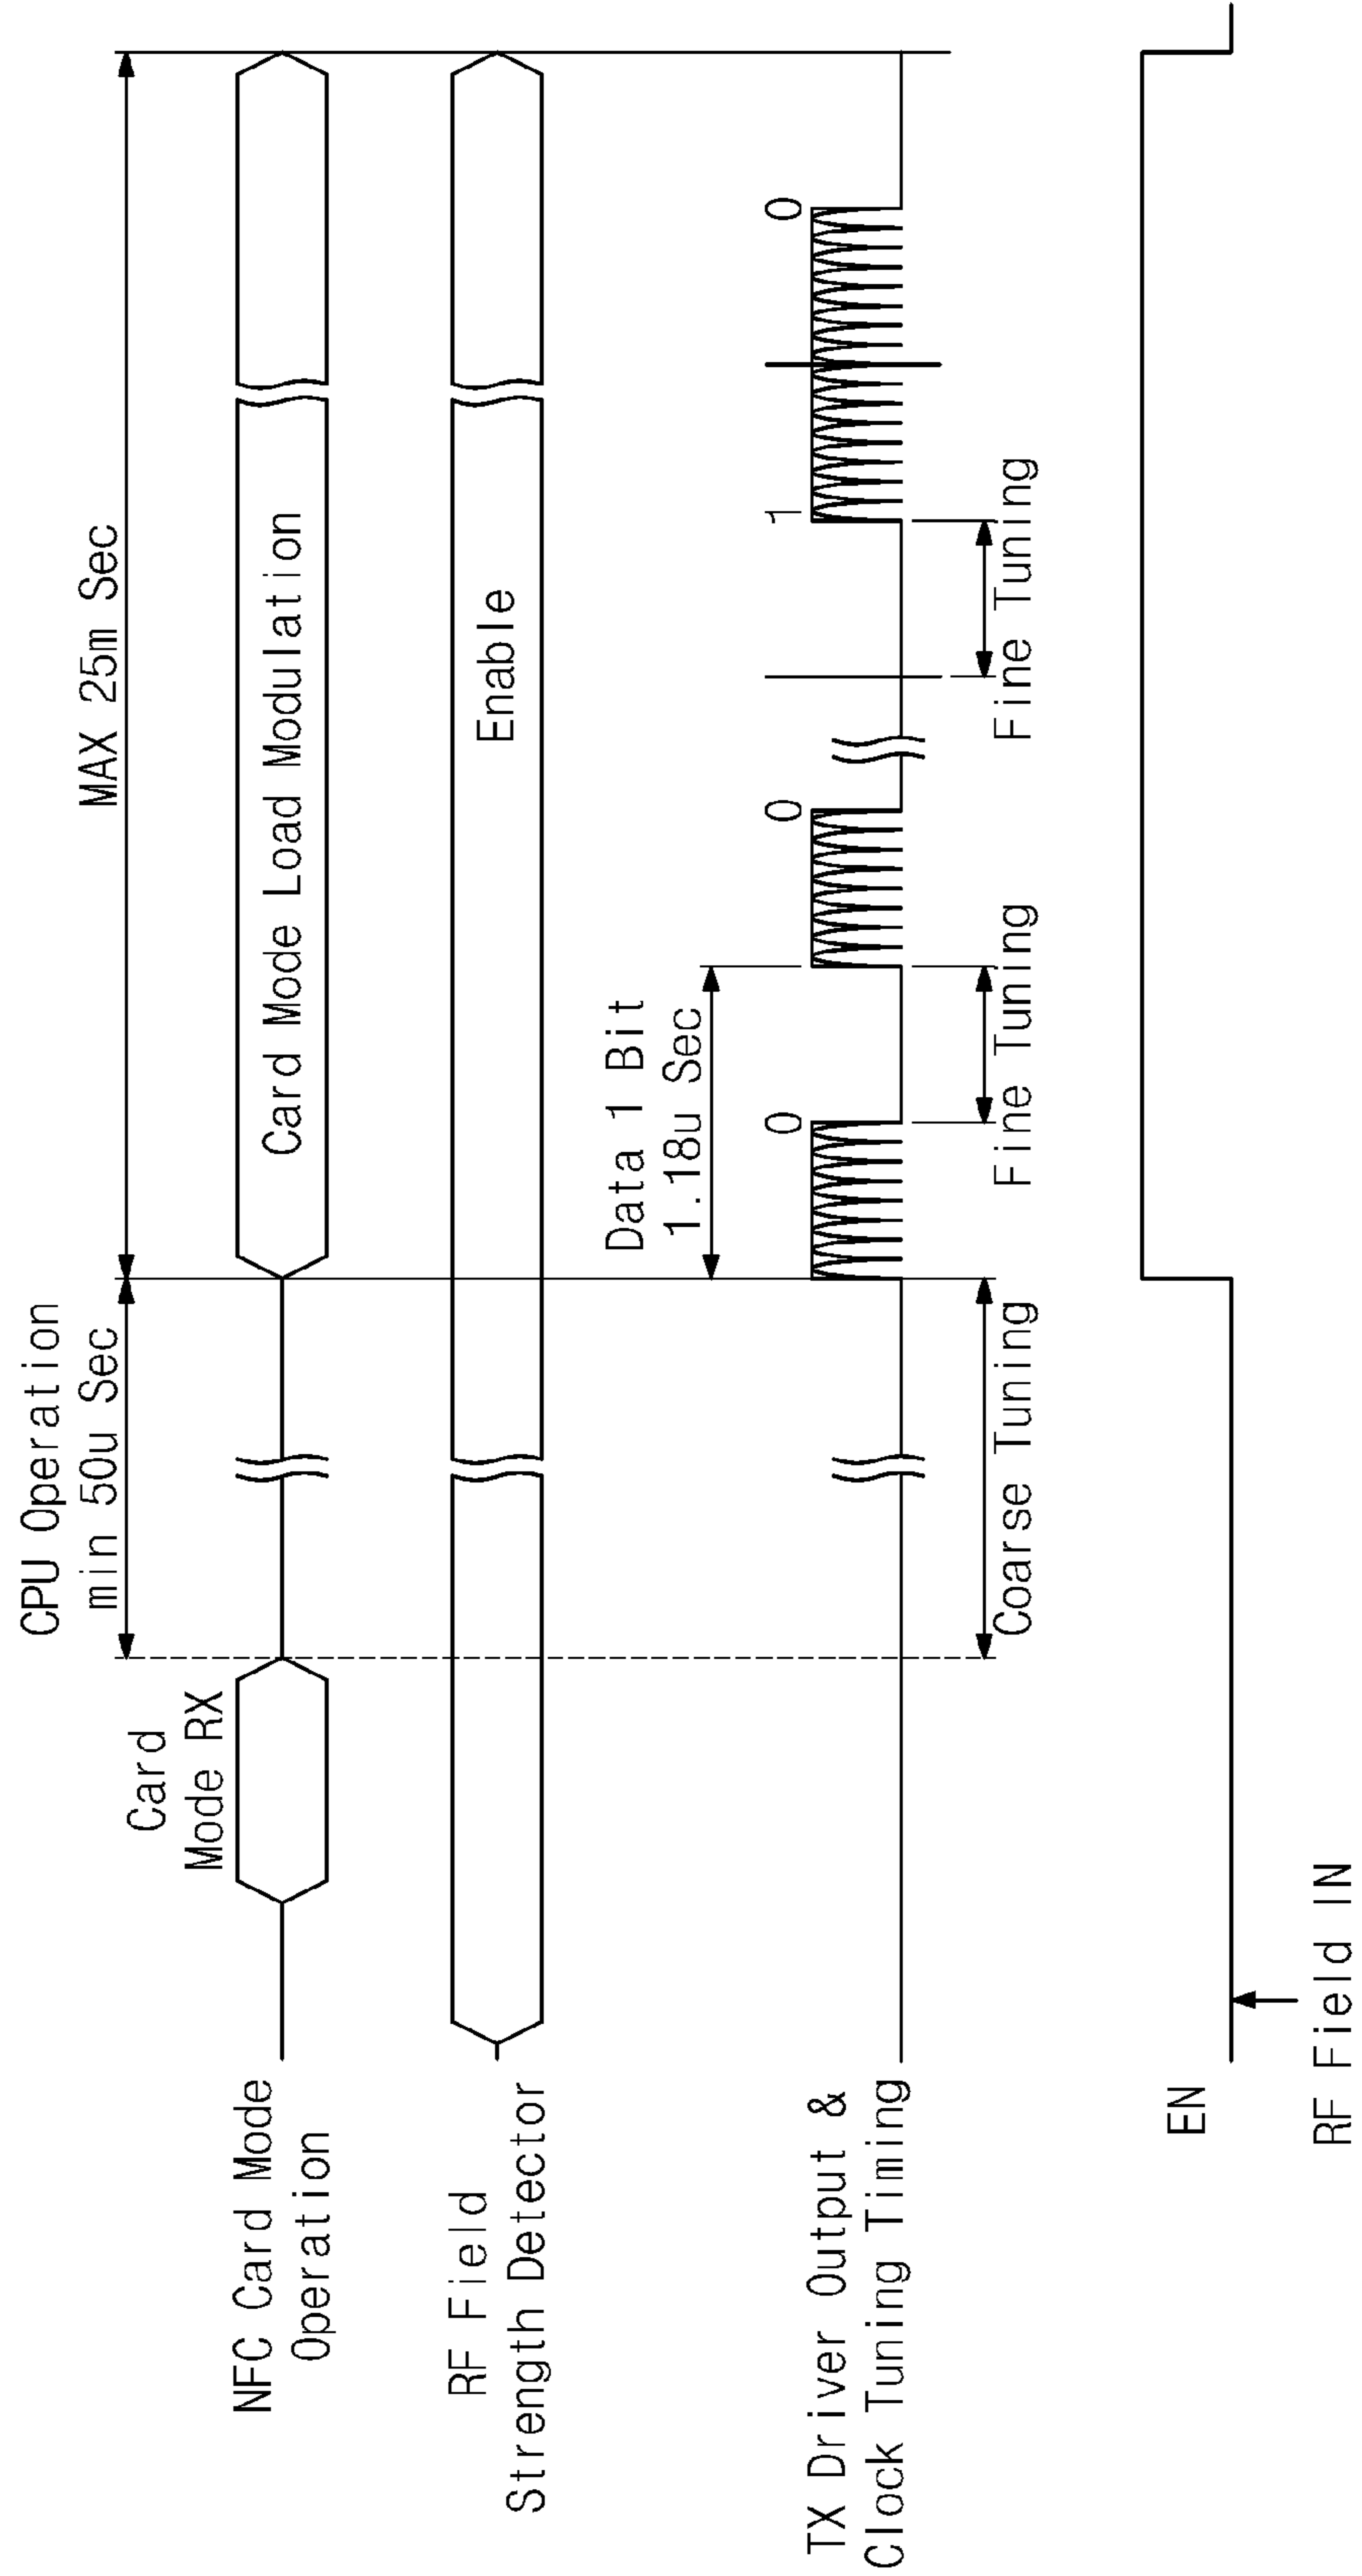 CPU Operation
min 50u Sec
MAX 25m Sec
Card
Mode RX
NFC Card Mode
Operation
Card Mode Load Modulation
RF Field
Strength Detector
Enable
Data 1 Bit
1.18u Sec
0
0
1
0
TX Driver Output &
Clock Tuning Timing
Coarse Tuning
Fine Tuning
Fine Tuning
EN
RF Field IN